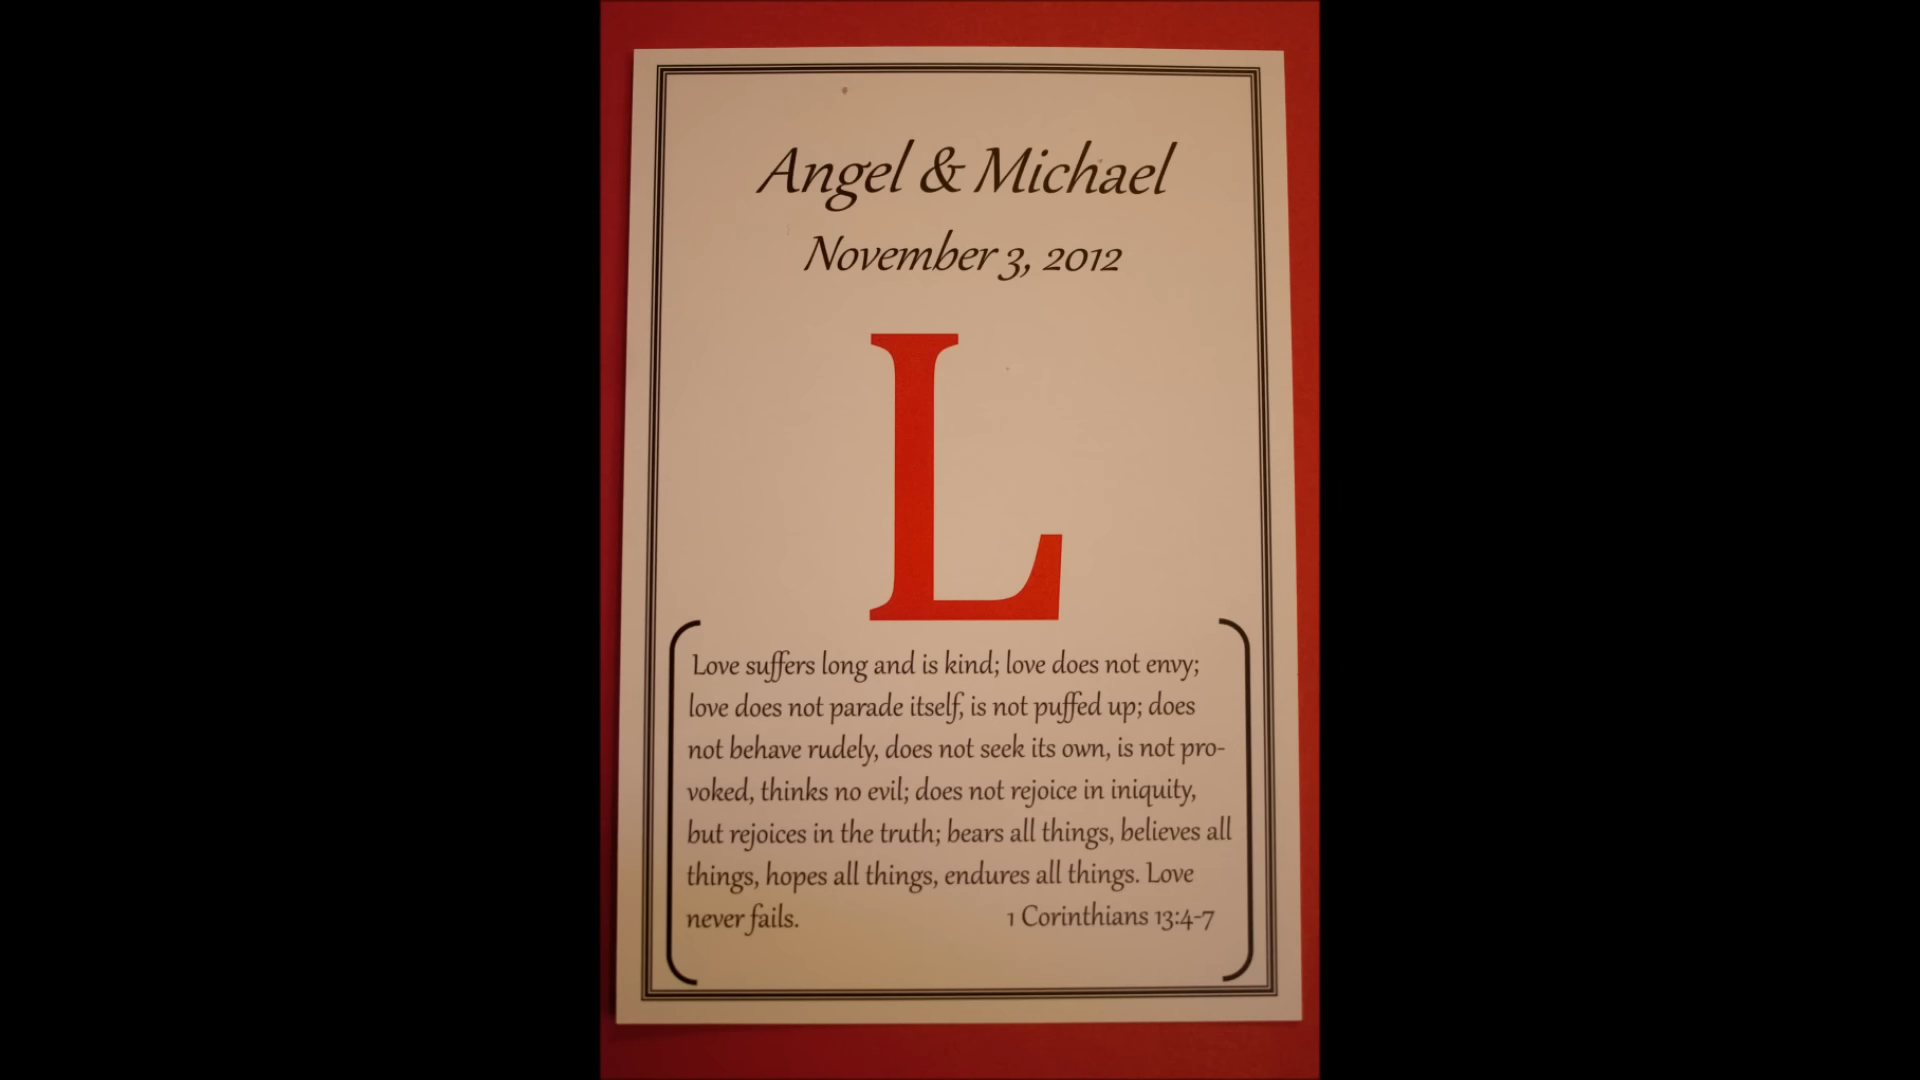 Angel & Michael
November 3, 2012
L
Love suffers long and is kind; love does not envy;
love does not parade itself, is not puffed up; does
not behave rudely, does not seek its own, is not pro-
voked, thinks no evil; does not rejoice in iniquity,
but rejoices in the truth; bears all things, believes all
things, hopes all things, endures all things. Love
never fails. 1 Corinthians 13:4-7